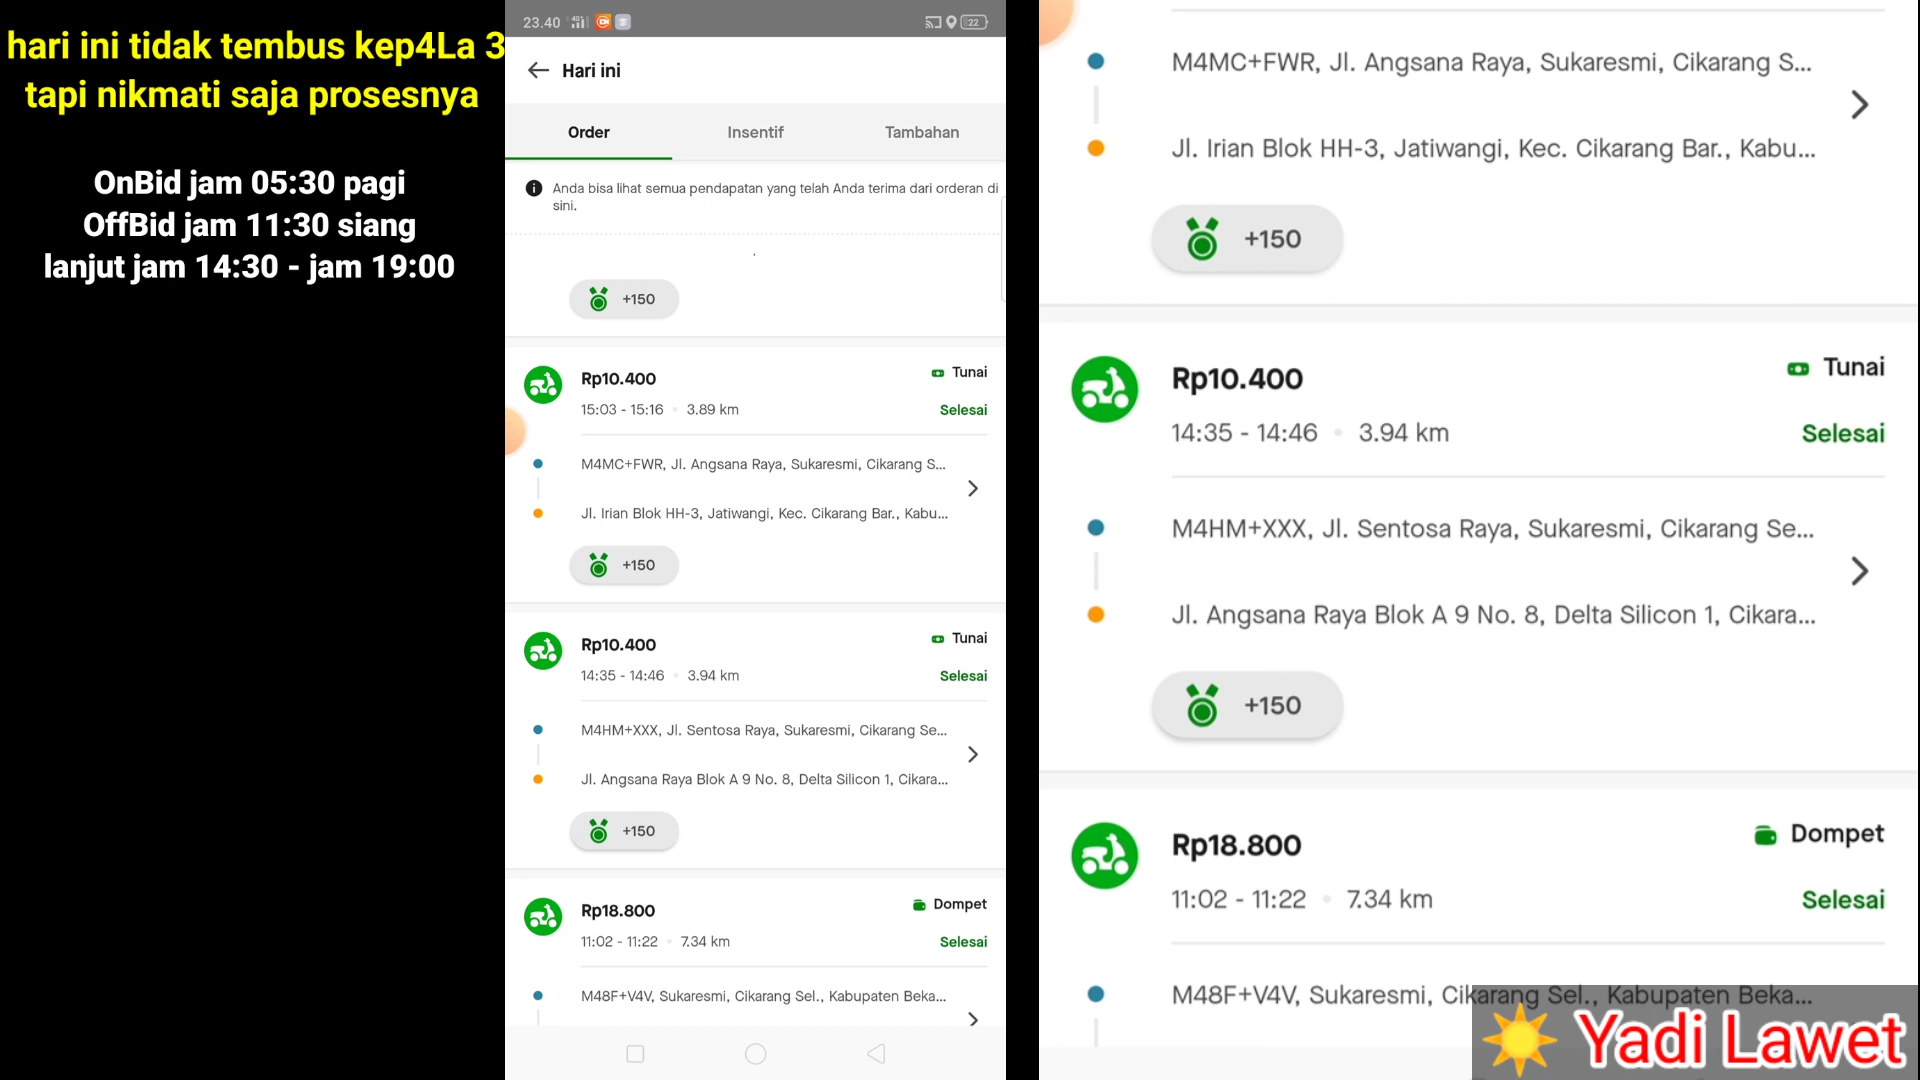 hari ini tidak tembus kep4La 3
tapi nikmati saja prosesnya
OnBid jam 05:30 pagi
OffBid jam 11:30 siang
lanjut jam 14:30 - jam 19:00
23.40
22
Hari ini
Order
Insentif
Tambahan
Anda bisa lihat semua pendapatan yang telah Anda terima dari orderan di
sini.
+150
Rp10.400
Tunai
15:03 - 15:16
3.89 km
Selesai
M4MC+FWR, Jl. Angsana Raya, Sukaresmi, Cikarang S...
Jl. Irian Blok HH-3, Jatiwangi, Kec. Cikarang Bar., Kabu...
+150
Rp10.400
Tunai
14:35 - 14:46
3.94 km
Selesai
M4HM+XXX, Jl. Sentosa Raya, Sukaresmi, Cikarang Se...
Jl. Angsana Raya Blok A 9 No. 8, Delta Silicon 1, Cikara...
+150
Rp18.800
Dompet
11:02 - 11:22
7.34 km
Selesai
M48F+V4V, Sukaresmi, Cikarang Sel., Kabupaten Beka...
M4MC+FWR, Jl. Angsana Raya, Sukaresmi, Cikarang S...
Jl. Irian Blok HH-3, Jatiwangi, Kec. Cikarang Bar., Kabu...
+150
Rp10.400
Tunai
14:35 - 14:46
3.94 km
Selesai
M4HM+XXX, Jl. Sentosa Raya, Sukaresmi, Cikarang Se...
Jl. Angsana Raya Blok A 9 No. 8, Delta Silicon 1, Cikara...
+150
Rp18.800
Dompet
11:02 - 11:22
7.34 km
Selesai
M48F+V4V, Sukaresmi, Cikarang Sel., Kabupaten Beka...
Yadi Lawet